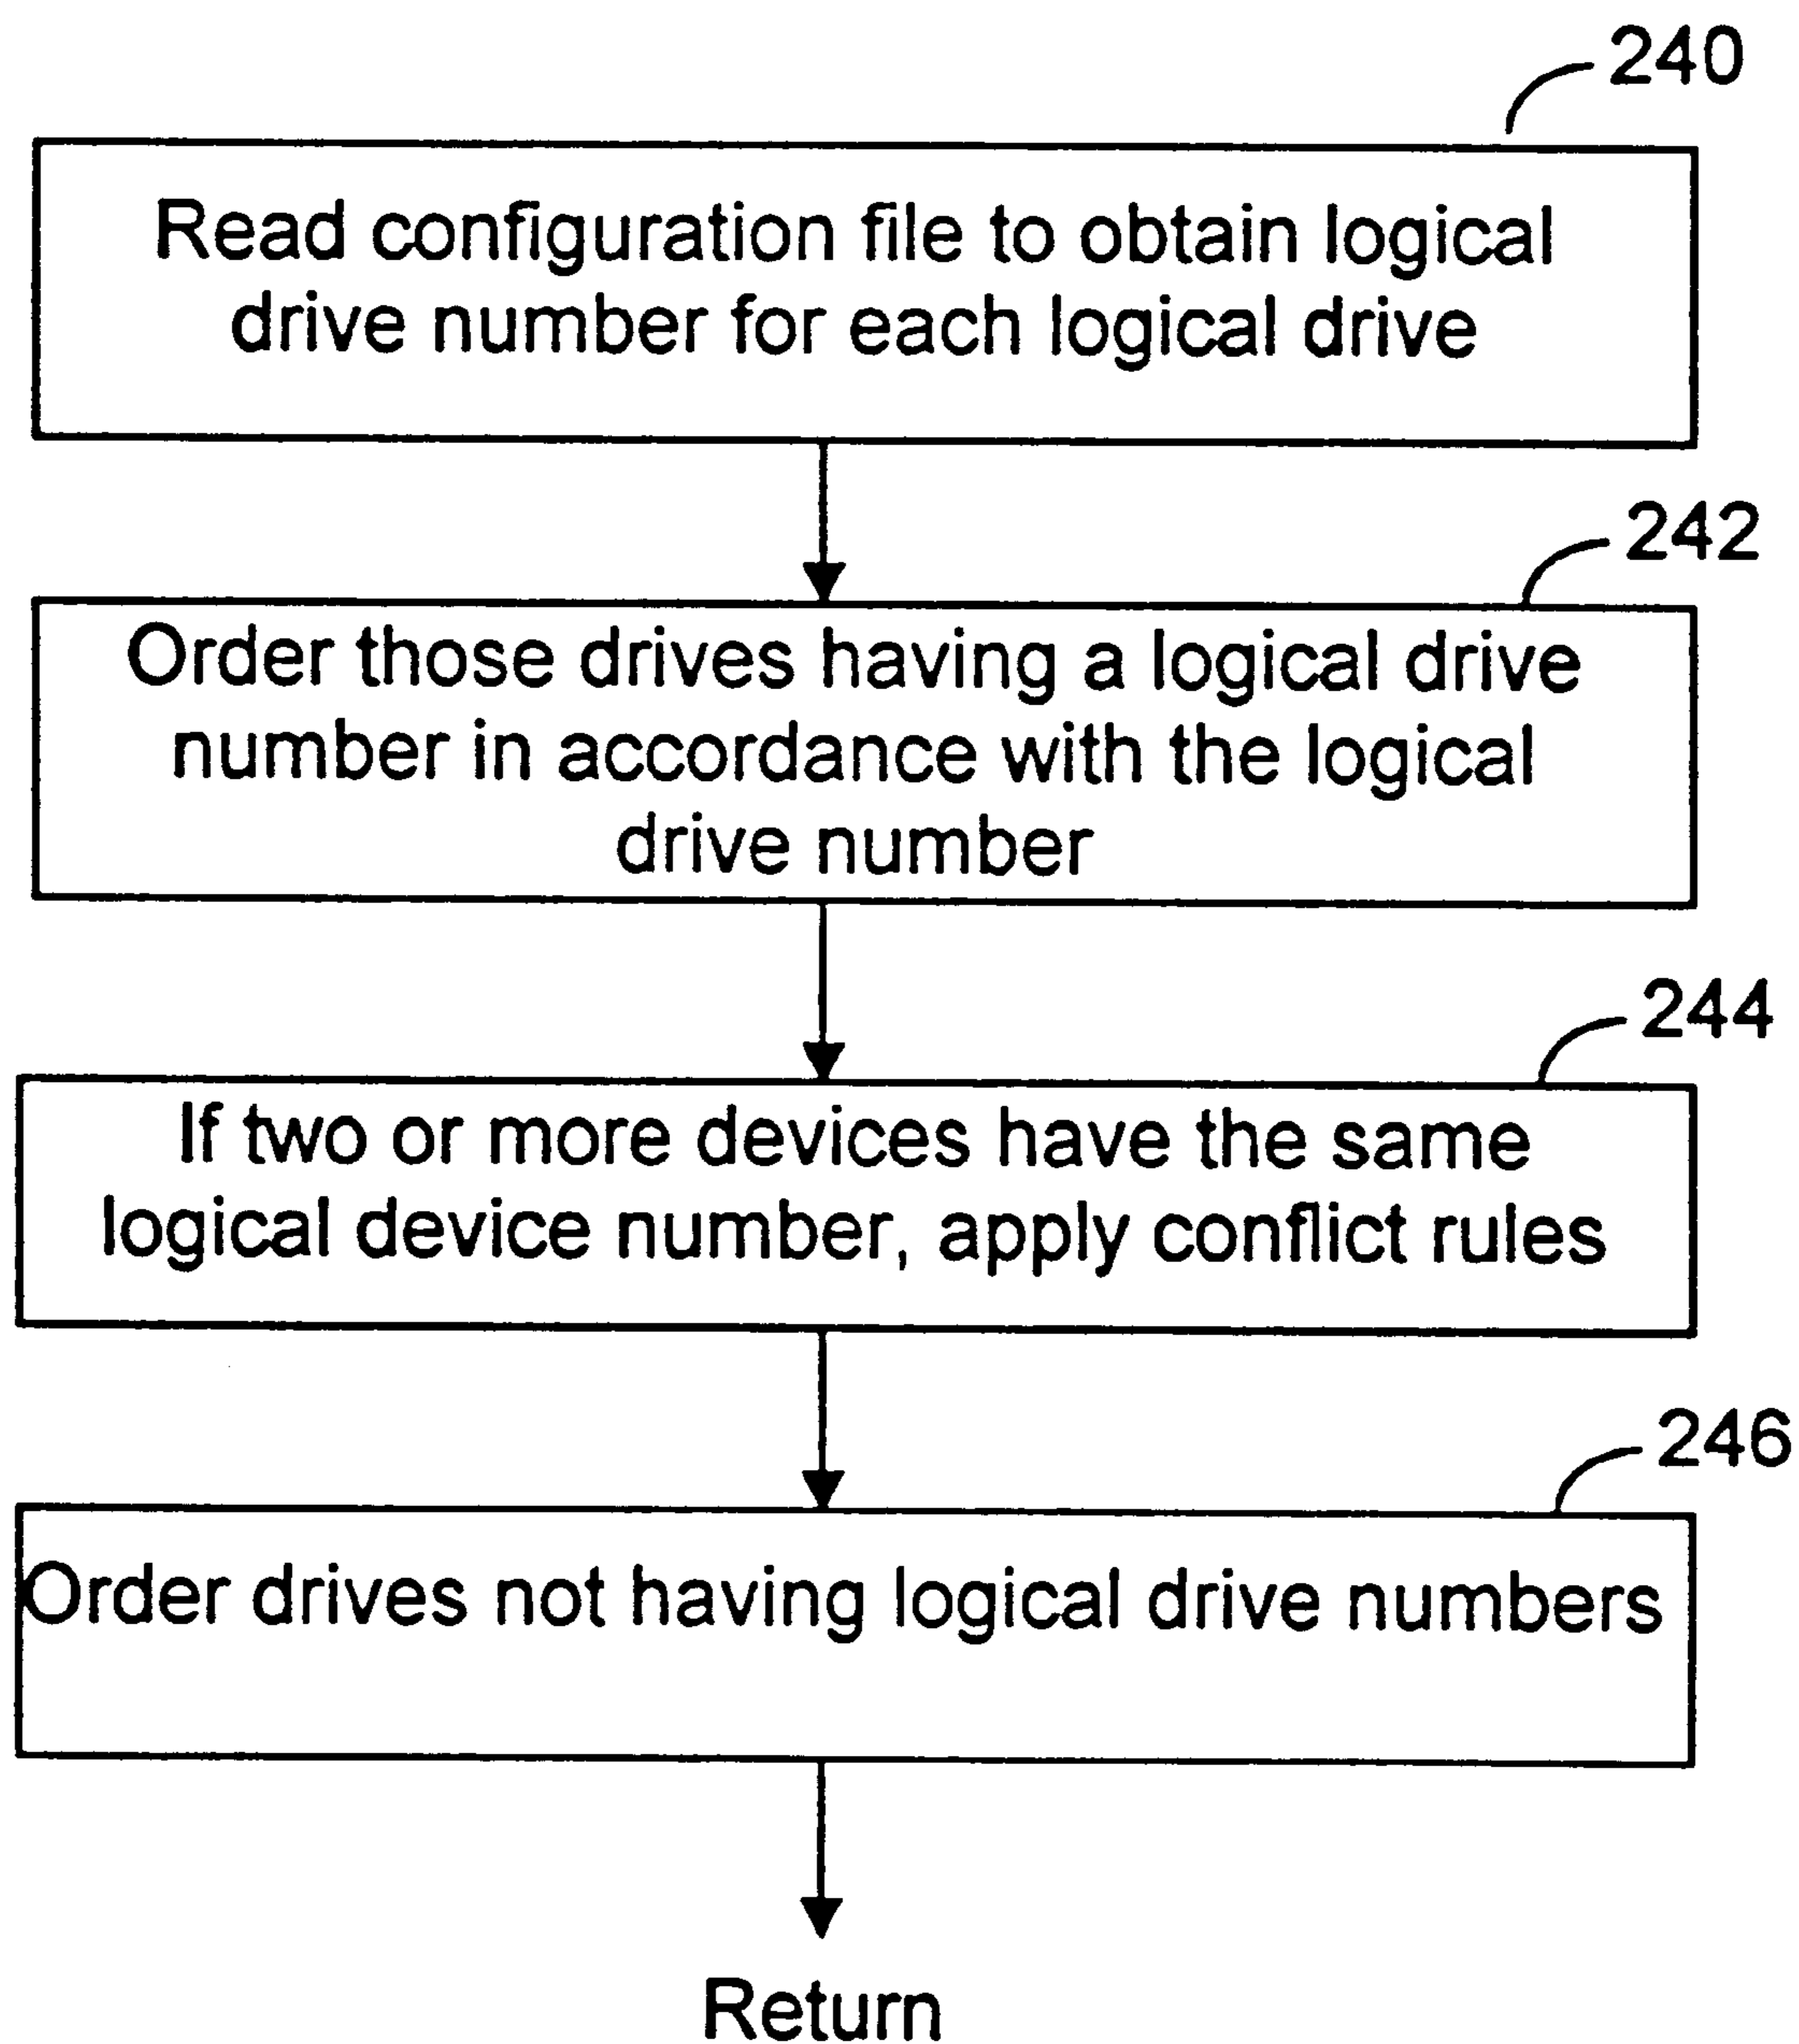 240
Read configuration file to obtain logical
drive number for each logical drive
242
Order those drives having a logical drive
number in accordance with the logical
drive number
244
If two or more devices have the same
logical device number, apply conflict rules
246
Order drives not having logical drive numbers
Return